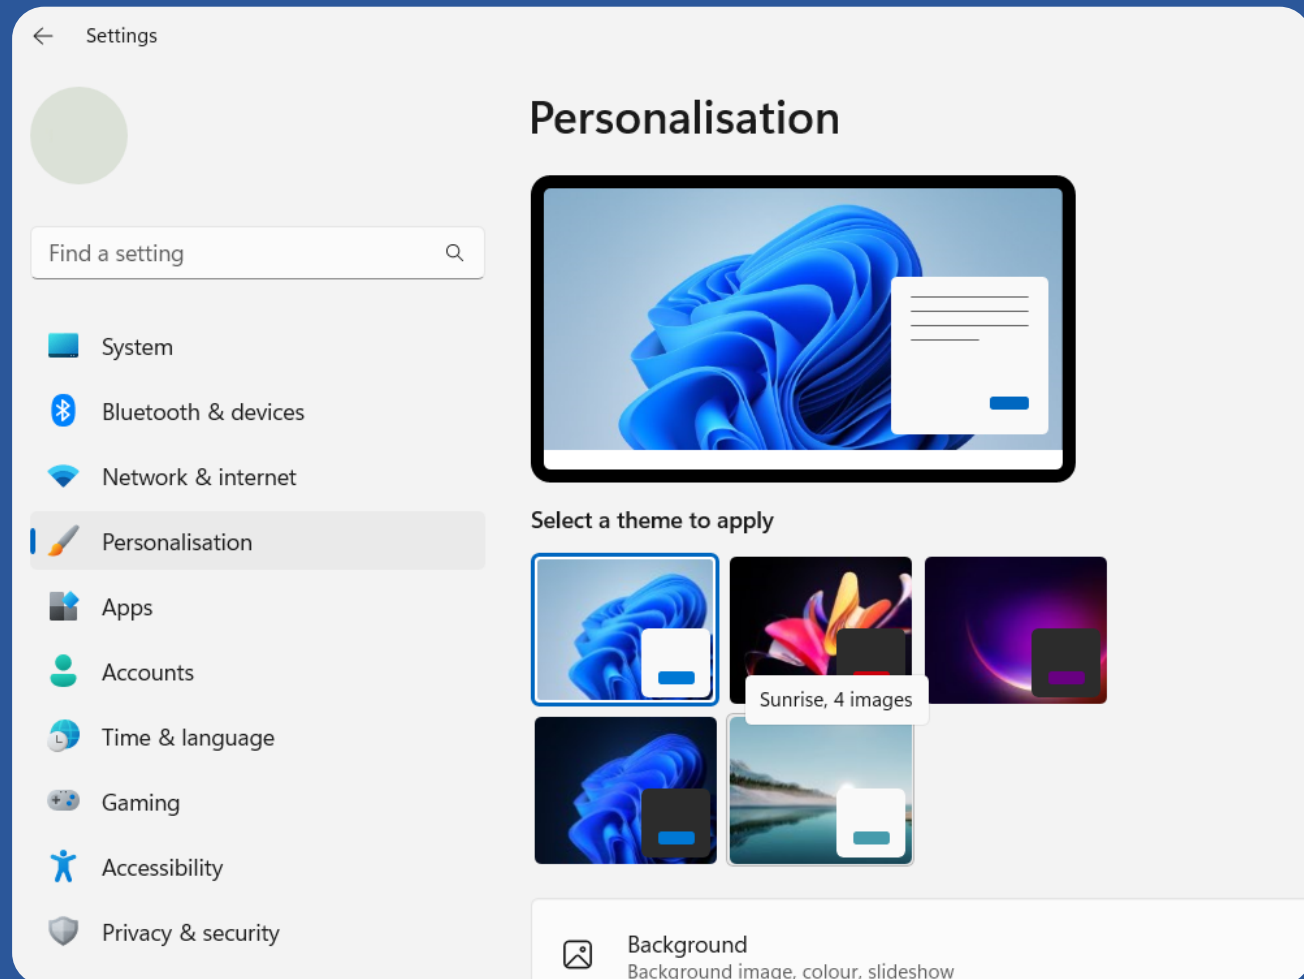 Settings
Personalisation
Find a setting
System
Bluetooth & devices
Network & internet
Personalisation
Apps
Accounts
Time & language
Gaming
Accessibility
Privacy & security
Select a theme to apply
Sunrise, 4 images
Background
Background image, colour, slideshow